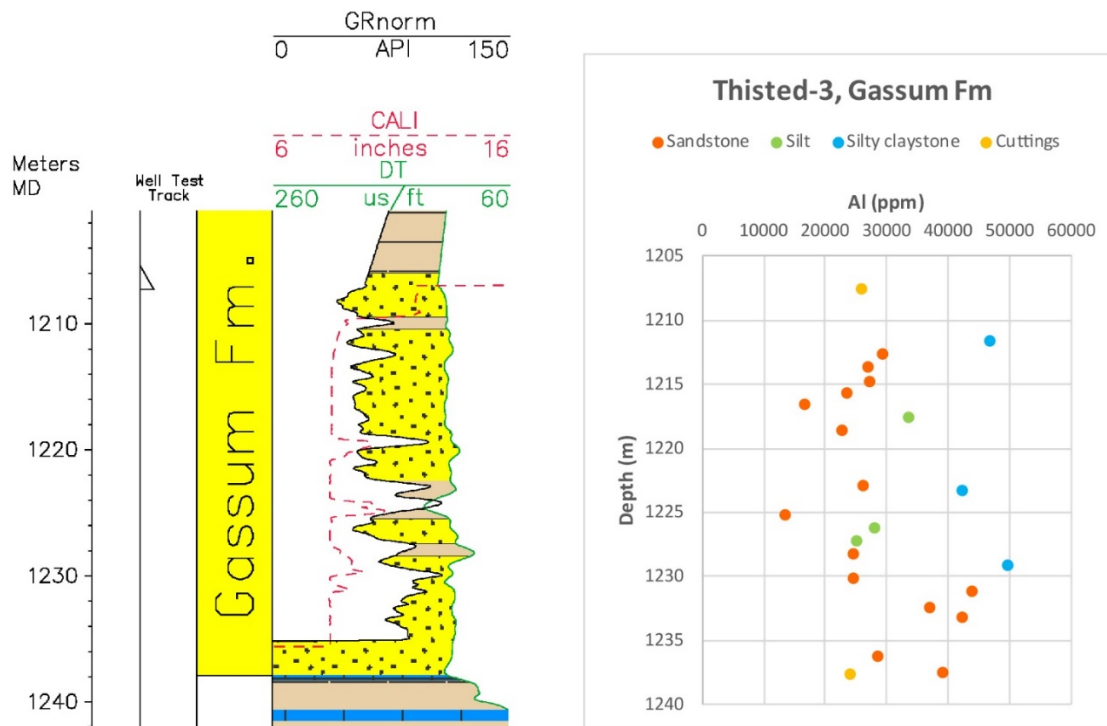 GRnorm
0 API 150
CALI
6 inches 16
DT
260 us/ft 60
Meters
MD
Well Test
Track
Gassum Fm.
1210
1220
1230
1240
Thisted-3, Gassum Fm
Sandstone Silt Silty claystone Cuttings
Al (ppm)
0 10000 20000 30000 40000 50000 60000
Depth (m)
1205
1210
1215
1220
1225
1230
1235
1240